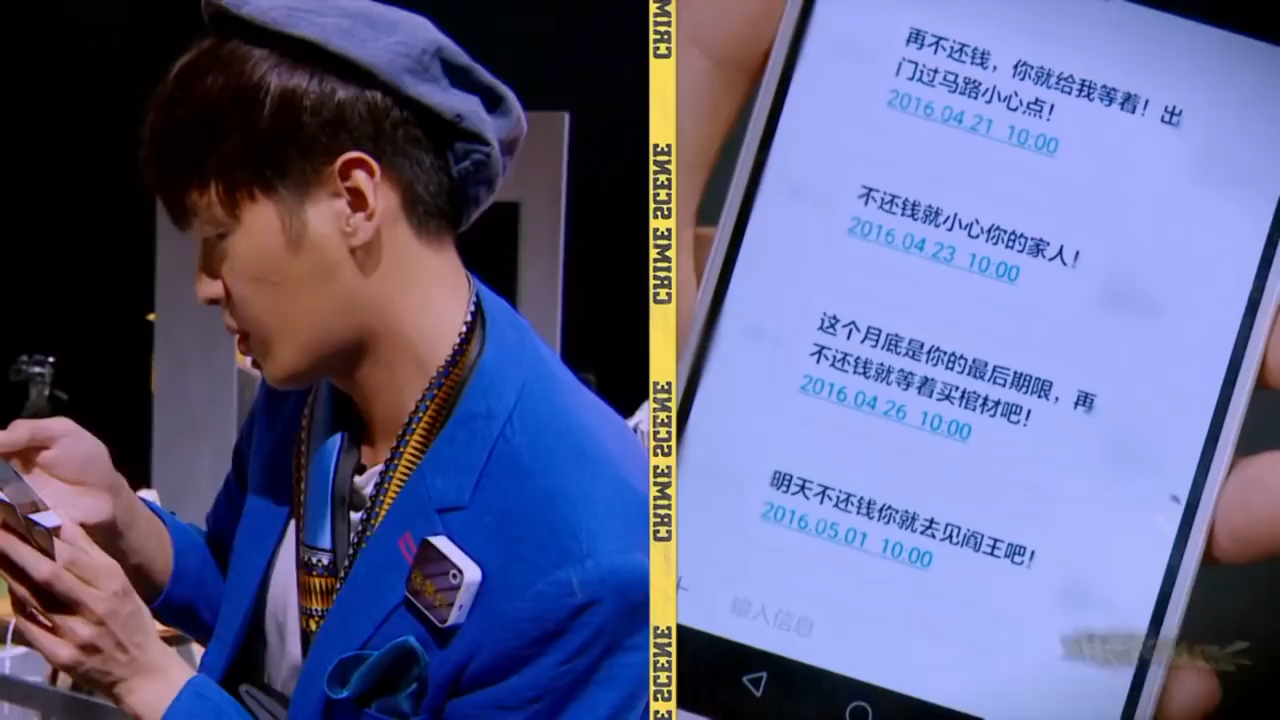 CRIME SCENE
CRIME SCENE
CRIME SCENE
SCENE
再不还钱，你就给我等着！出
门过马路小心点！
2016.04.21 10:00
不还钱就小心你的家人！
2016.04.23 10:00
这个月底是你的最后期限，再
不还钱就等着买棺材吧！
2016.04.26 10:00
明天不还钱你就去见阎王吧！
2016.05.01 10:00
输入信息